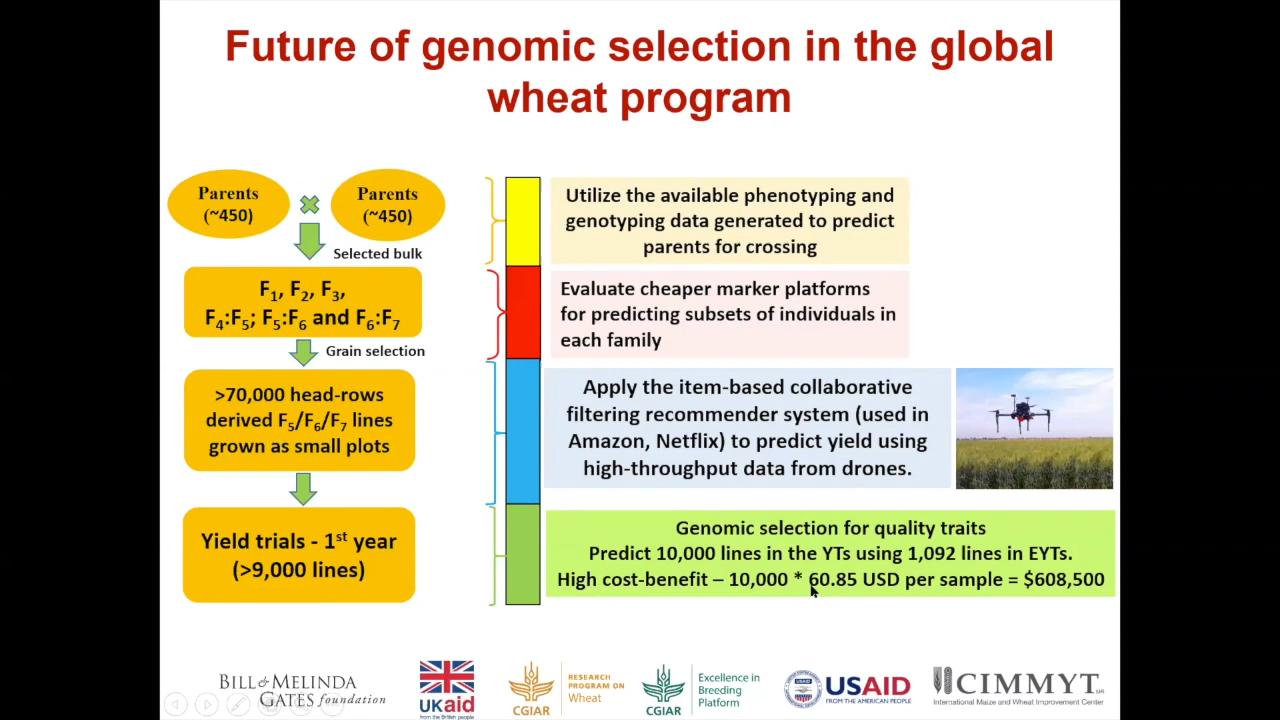 Future of genomic selection in the global
wheat program
Parents
(~450)
Parents
(~450)
Selected bulk
F1, F2, F3,
F4:F5; F5:F6 and F6:F7
Grain selection
>70,000 head-rows
derived F5/F6/F7 lines
grown as small plots
Yield trials - 1st year
(>9,000 lines)
Utilize the available phenotyping and
genotyping data generated to predict
parents for crossing
Evaluate cheaper marker platforms
for predicting subsets of individuals in
each family
Apply the item-based collaborative
filtering recommender system (used in
Amazon, Netflix) to predict yield using
high-throughput data from drones.
Genomic selection for quality traits
Predict 10,000 lines in the YTs using 1,092 lines in EYTs.
High cost-benefit – 10,000 * 60.85 USD per sample = $608,500
BILL & MELINDA
GATES foundation
UKaid
from the British people
CGIAR
RESEARCH
PROGRAM ON
Wheat
CGIAR
Excellence in
Breeding
Platform
USAID
FROM THE AMERICAN PEOPLE
CIMMYT
International Maize and Wheat Improvement Center